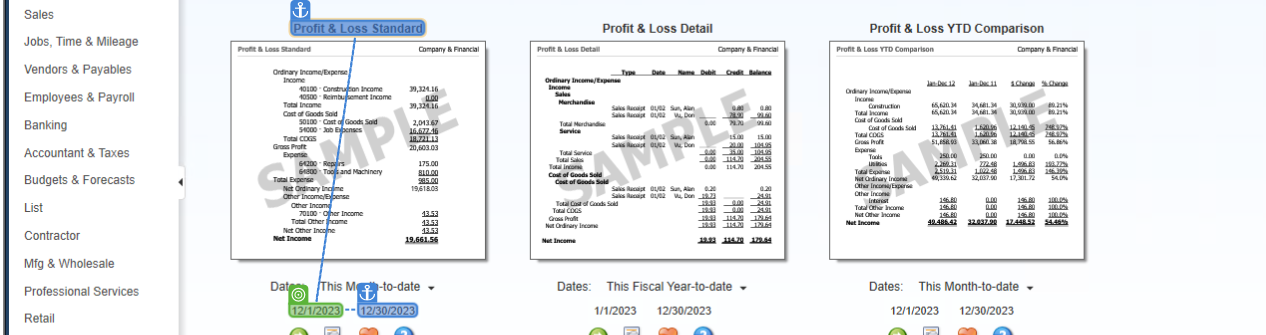 Sales
Jobs, Time & Mileage
Vendors & Payables
Employees & Payroll
Banking
Accountant & Taxes
Budgets & Forecasts
List
Contractor
Mfg & Wholesale
Professional Services
Retail
Profit & Loss Standard
Profit & Loss Standard Company & Financial
Ordinary Income/Expense
Income
40100 · Construction Income 39,324.16
40500 · Reimbursement Income 0.00
Total Income 39,324.16
Cost of Goods Sold
50100 · Cost of Goods Sold 2,043.67
54000 · Job Expenses 16,677.46
Total COGS 18,721.13
Gross Profit 20,603.03
Expense
64200 · Repairs 175.00
64800 · Tools and Machinery 810.00
Total Expense 985.00
Net Ordinary Income 19,618.03
Other Income/Expense
Other Income
70100 · Other Income 43.53
Total Other Income 43.53
Net Other Income 43.53
Net Income 19,661.56
SAMPLE
Dates: This Month-to-date
12/1/2023 -- 12/30/2023
Profit & Loss Detail
Profit & Loss Detail Company & Financial
Type Date Name Debit Credit Balance
Ordinary Income/Expense
Income
Sales
Merchandise
Sales Receipt 01/02 Sun, Alan 0.80 0.80
Sales Receipt 01/02 Vu, Don 78.90 99.60
Total Merchandise 0.00 79.70 99.60
Service
Sales Receipt 01/02 Sun, Alan 15.00 15.00
Sales Receipt 01/02 Vu, Don 20.00 104.95
Total Service 0.00 35.00 104.95
Total Sales 0.00 114.70 204.55
Total Income 0.00 114.70 204.55
Cost of Goods Sold
Cost of Goods Sold
Sales Receipt 01/02 Sun, Alan 0.20 0.20
Sales Receipt 01/02 Vu, Don 19.73 24.91
Total Cost of Goods Sold 19.93 0.00 24.91
Total COGS 19.93 0.00 24.91
Gross Profit 19.93 114.70 179.64
Net Ordinary Income 19.93 114.70 179.64
Net Income 19.93 114.70 179.64
SAMPLE
Dates: This Fiscal Year-to-date
1/1/2023 12/30/2023
Profit & Loss YTD Comparison
Profit & Loss YTD Comparison Company & Financial
Jan-Dec 12 Jan-Dec 11 $ Change % Change
Ordinary Income/Expense
Income
Construction 65,620.34 34,681.34 30,939.00 89.21%
Total Income 65,620.34 34,681.34 30,939.00 89.21%
Cost of Goods Sold
Cost of Goods Sold 13,761.41 1,620.96 12,140.45 748.97%
Total COGS 13,761.41 1,620.96 12,140.45 748.97%
Gross Profit 51,858.93 33,060.38 18,798.55 56.86%
Expense
Tools 250.00 250.00 0.00 0.0%
Utilities 2,269.31 772.48 1,496.83 193.77%
Total Expense 2,519.31 1,022.48 1,496.83 146.39%
Net Ordinary Income 49,339.62 32,037.90 17,301.72 54.0%
Other Income/Expense
Other Income
Interest 146.80 0.00 146.80 100.0%
Total Other Income 146.80 0.00 146.80 100.0%
Net Other Income 146.80 0.00 146.80 100.0%
Net Income 49,486.42 32,037.90 17,448.52 54.46%
SAMPLE
Dates: This Month-to-date
12/1/2023 12/30/2023